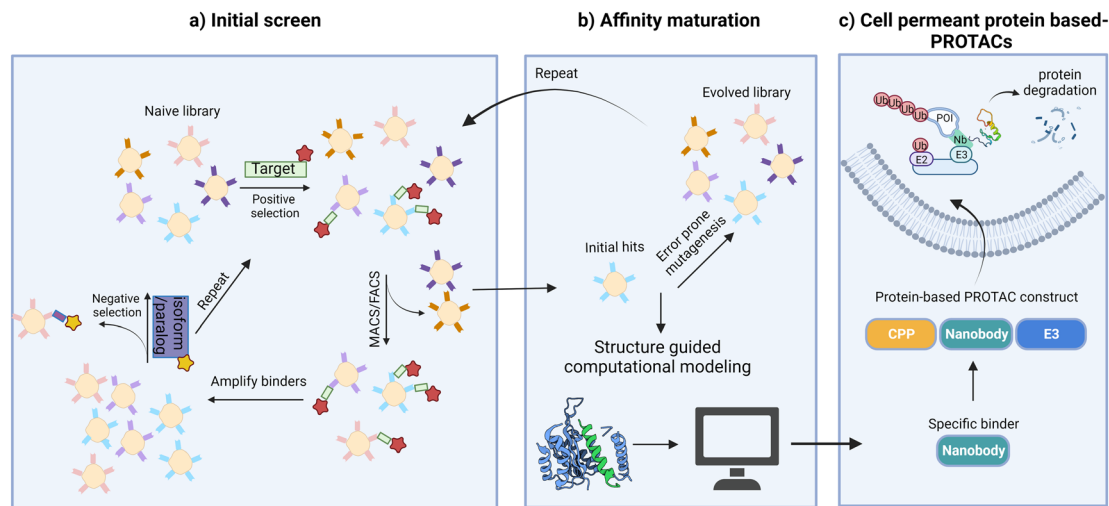 a) Initial screen
Naive library
Target
Positive
selection
MACS/FACS
Amplify binders
Negative
selection
isoform
/paralog
Repeat
b) Affinity maturation
Repeat
Evolved library
Initial hits
Error prone
mutagenesis
Structure guided
computational modeling
c) Cell permeant protein based-
PROTACs
protein
degradation
Ub
Ub
Ub
Ub
POI
Nb
Ub
E2
E3
Protein-based PROTAC construct
CPP
Nanobody
E3
Specific binder
Nanobody